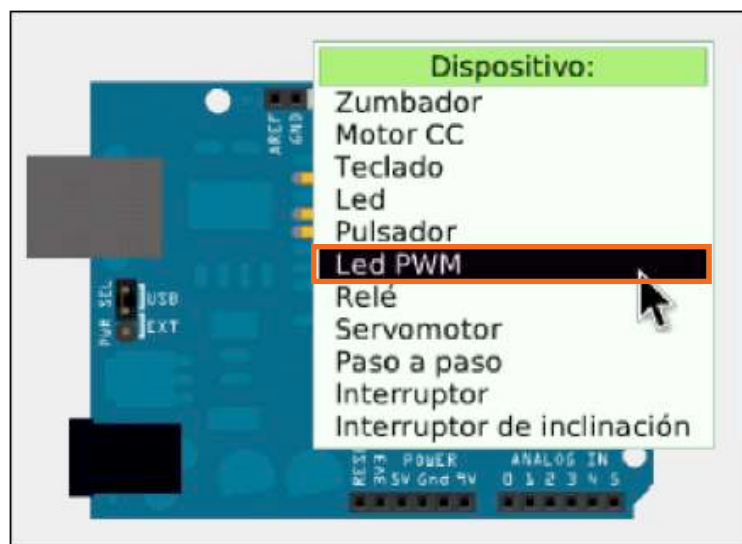 Dispositivo:
Zumbador
Motor CC
Teclado
Led
Pulsador
Led PWM
Relé
Servomotor
Paso a paso
Interruptor
Interruptor de inclinación
AREF
GND
PWR SEL
USB
EXT
3V3
POWER
5V Gnd 9V
ANALOG IN
0 1 2 3 4 5